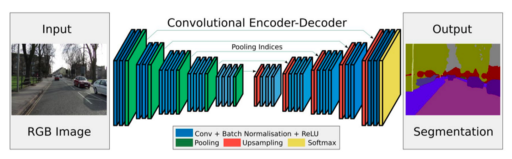 Input
Convolutional Encoder-Decoder
Output
Pooling Indices
RGB Image
Segmentation
Conv + Batch Normalisation + ReLU
Pooling
Upsampling
Softmax